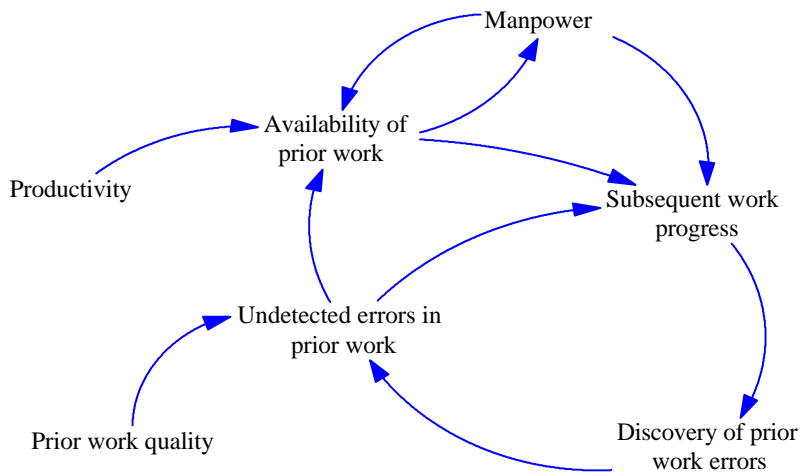 Manpower
Availability of
prior work
Productivity
Subsequent work
progress
Undetected errors in
prior work
Prior work quality
Discovery of prior
work errors